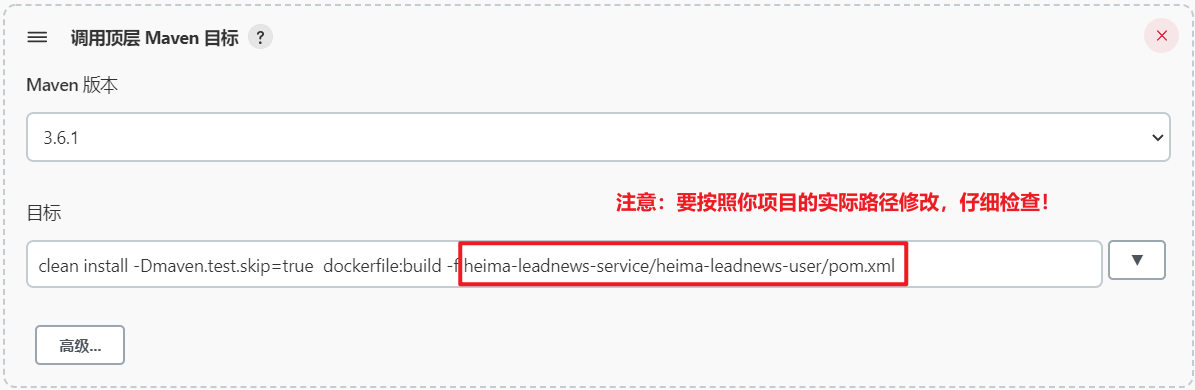 调用顶层 Maven 目标 ?
Maven 版本
3.6.1
注意：要按照你项目的实际路径修改，仔细检查！
目标
clean install -Dmaven.test.skip=true  dockerfile:build -f heima-leadnews-service/heima-leadnews-user/pom.xml
高级...